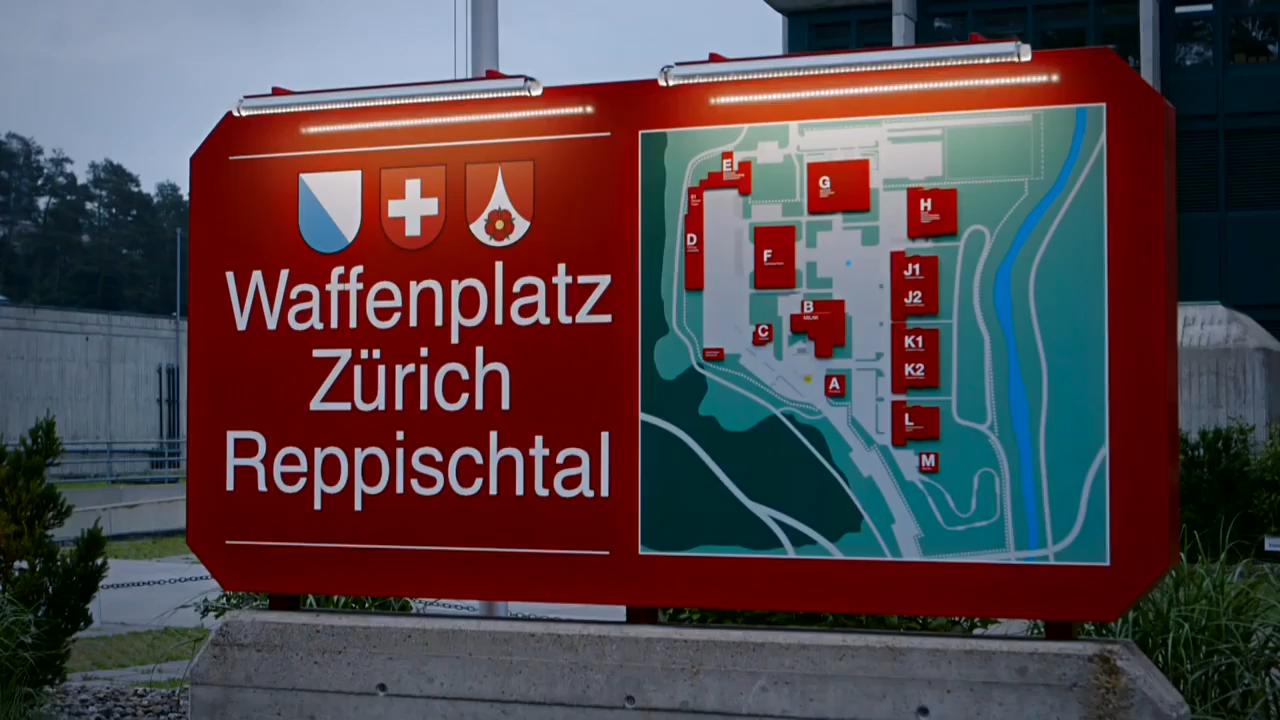 Waffenplatz
Zürich
Reppischtal
E
G
H
D
F
J1
J2
B
C
K1
K2
A
L
M